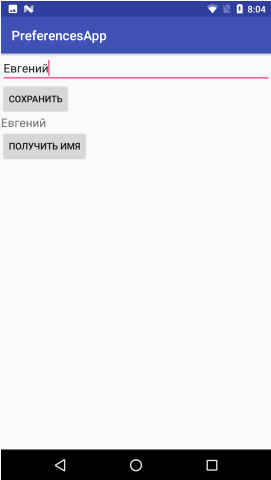 8:04
PreferencesApp
Евгений
СОХРАНИТЬ
Евгений
ПОЛУЧИТЬ ИМЯ